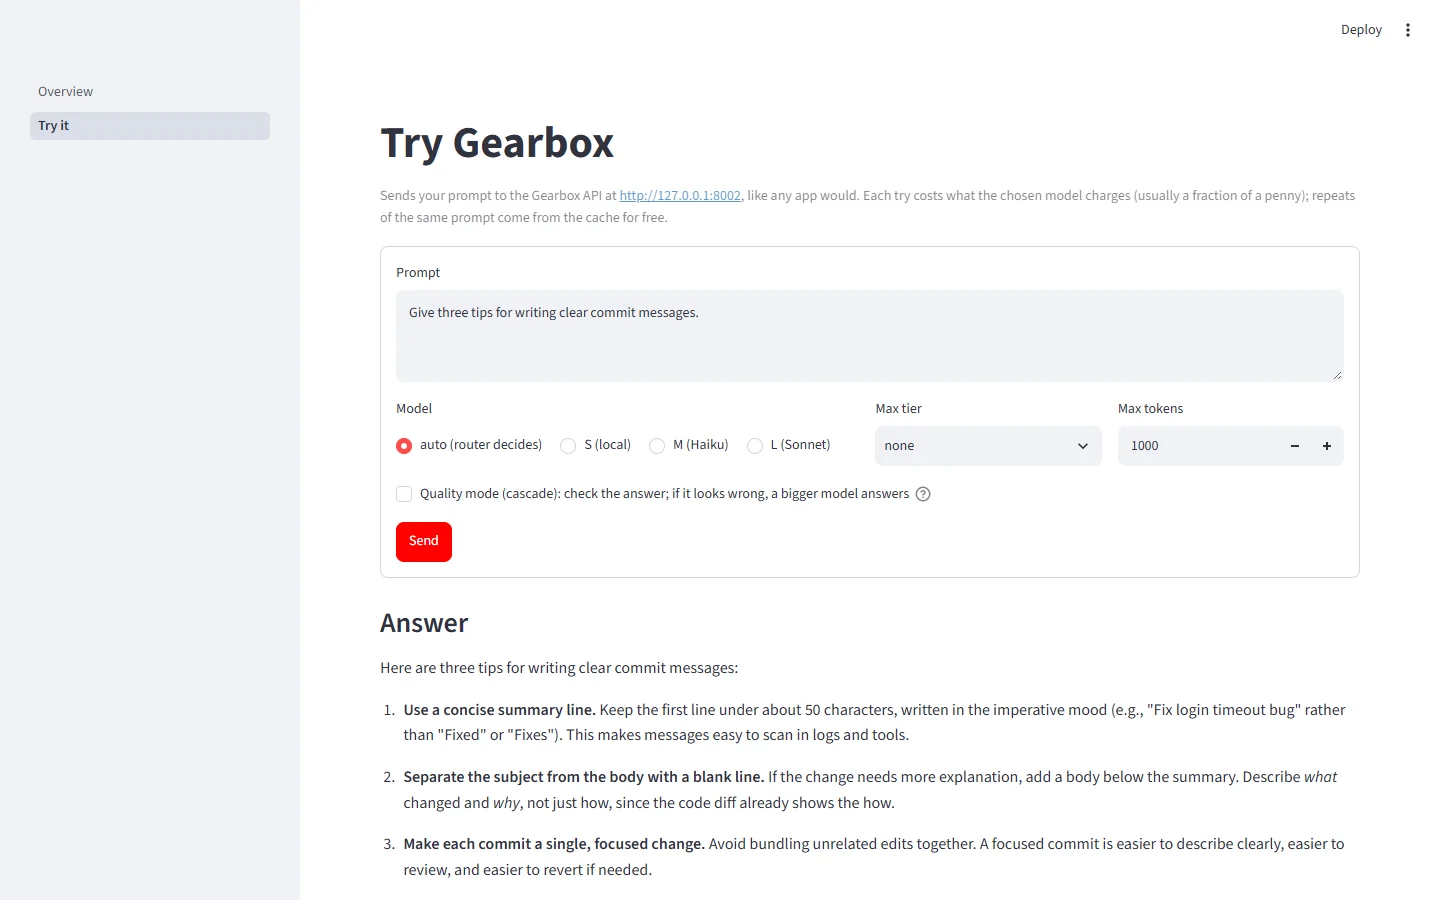 Deploy
Overview
Try it
Try Gearbox
Sends your prompt to the Gearbox API at http://127.0.0.1:8002, like any app would. Each try costs what the chosen model charges (usually a fraction of a penny); repeats
of the same prompt come from the cache for free.
Prompt
Give three tips for writing clear commit messages.
Model
Max tier
Max tokens
auto (router decides)
S (local)
M (Haiku)
L (Sonnet)
none
1000
Quality mode (cascade): check the answer; if it looks wrong, a bigger model answers
Send
Answer
Here are three tips for writing clear commit messages:
1. Use a concise summary line. Keep the first line under about 50 characters, written in the imperative mood (e.g., "Fix login timeout bug" rather
than "Fixed" or "Fixes"). This makes messages easy to scan in logs and tools.
2. Separate the subject from the body with a blank line. If the change needs more explanation, add a body below the summary. Describe what
changed and why, not just how, since the code diff already shows the how.
3. Make each commit a single, focused change. Avoid bundling unrelated edits together. A focused commit is easier to describe clearly, easier to
review, and easier to revert if needed.